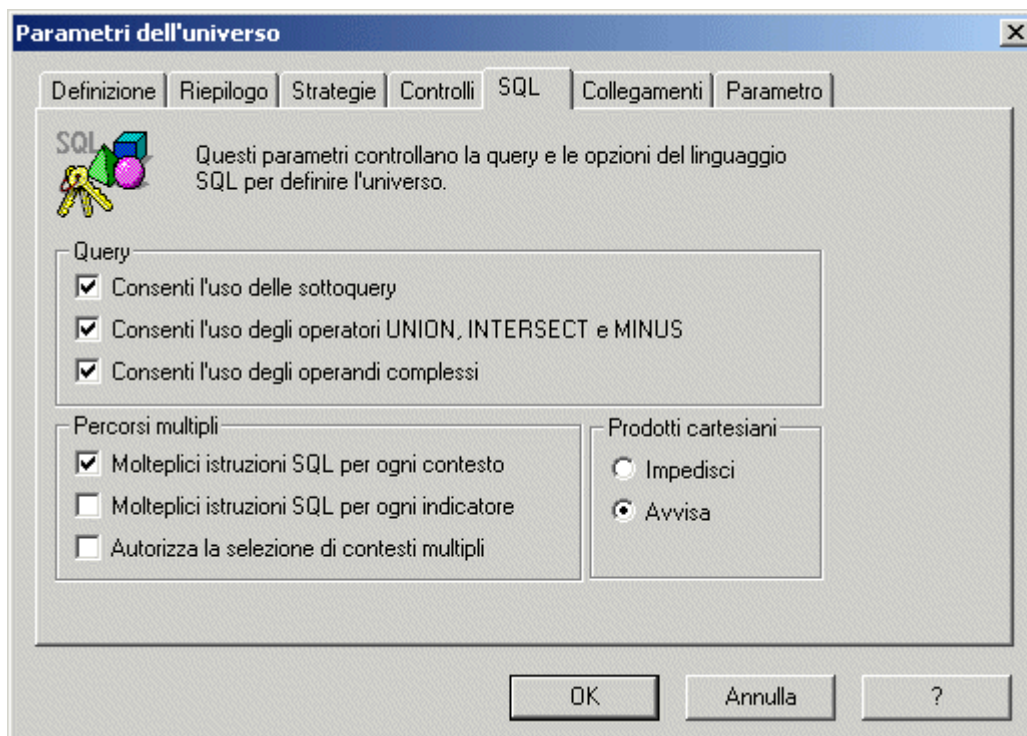 Parametri dell'universo
Definizione Riepilogo Strategie Controlli SQL Collegamenti Parametro
SQL
Questi parametri controllano la query e le opzioni del linguaggio
SQL per definire l'universo.
Query
Consenti l'uso delle sottoquery
Consenti l'uso degli operatori UNION, INTERSECT e MINUS
Consenti l'uso degli operandi complessi
Percorsi multipli
Molteplici istruzioni SQL per ogni contesto
Molteplici istruzioni SQL per ogni indicatore
Autorizza la selezione di contesti multipli
Prodotti cartesiani
Impedisci
Avvisa
OK Annulla ?